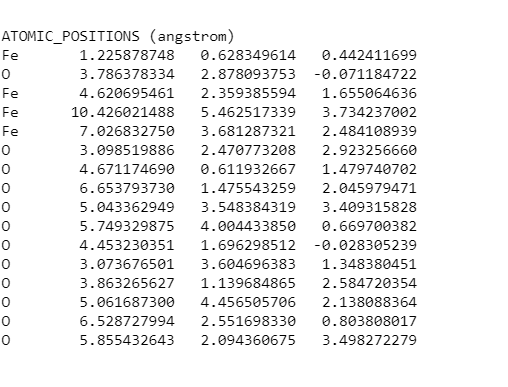 ATOMIC_POSITIONS (angstrom)
Fe 1.225878748 0.628349614 0.442411699
O 3.786378334 2.878093753 -0.071184722
Fe 4.620695461 2.359385594 1.655064636
Fe 10.426021488 5.462517339 3.734237002
Fe 7.026832750 3.681287321 2.484108939
O 3.098519886 2.470773208 2.923256660
O 4.671174690 0.611932667 1.479740702
O 6.653793730 1.475543259 2.045979471
O 5.043362949 3.548384319 3.409315828
O 5.749329875 4.004433850 0.669700382
O 4.453230351 1.696298512 -0.028305239
O 3.073676501 3.604696383 1.348380451
O 3.863265627 1.139684865 2.584720354
O 5.061687300 4.456505706 2.138088364
O 6.528727994 2.551698330 0.803808017
O 5.855432643 2.094360675 3.498272279